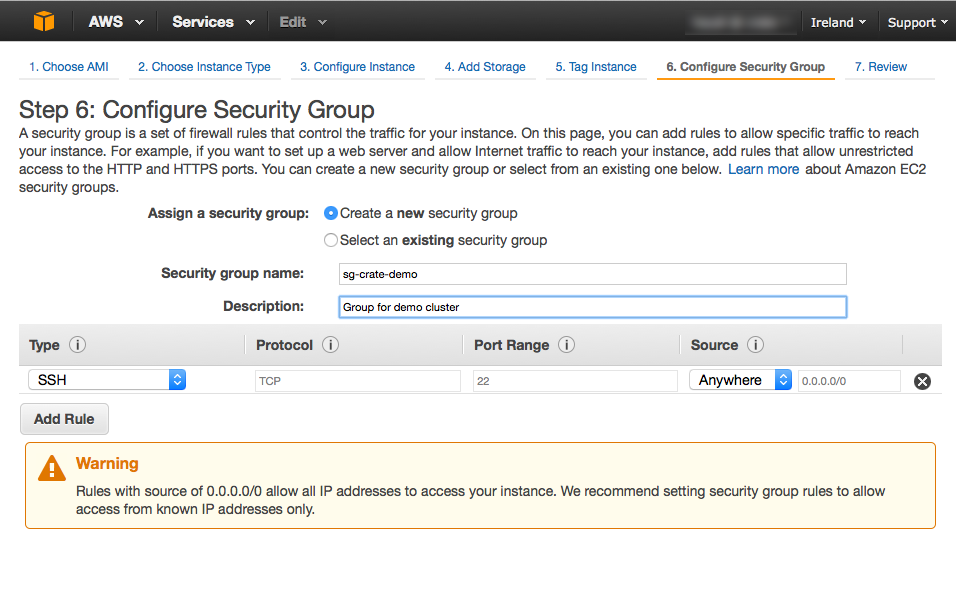 AWS Services Edit Ireland Support
1. Choose AMI 2. Choose Instance Type 3. Configure Instance 4. Add Storage 5. Tag Instance 6. Configure Security Group 7. Review
Step 6: Configure Security Group
A security group is a set of firewall rules that control the traffic for your instance. On this page, you can add rules to allow specific traffic to reach
your instance. For example, if you want to set up a web server and allow Internet traffic to reach your instance, add rules that allow unrestricted
access to the HTTP and HTTPS ports. You can create a new security group or select from an existing one below. Learn more about Amazon EC2
security groups.
Assign a security group: Create a new security group
Select an existing security group
Security group name: sg-crate-demo
Description: Group for demo cluster
Type Protocol Port Range Source
SSH TCP 22 Anywhere 0.0.0.0/0
Add Rule
Warning
Rules with source of 0.0.0.0/0 allow all IP addresses to access your instance. We recommend setting security group rules to allow
access from known IP addresses only.